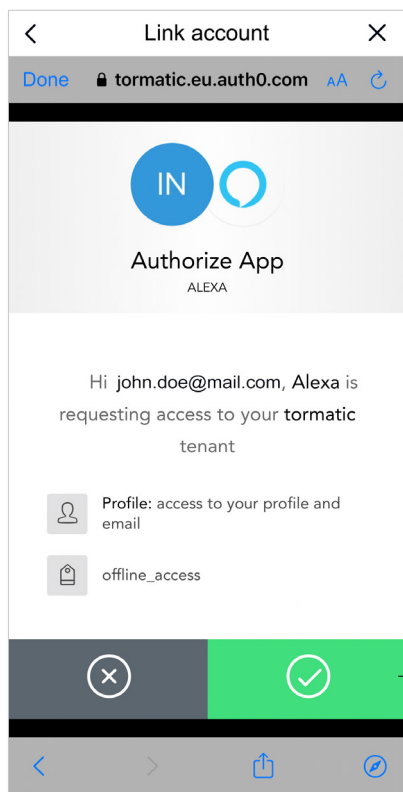 Link account
Done tormatic.eu.auth0.com AA
IN
Authorize App
ALEXA
Hi john.doe@mail.com, Alexa is
requesting access to your tormatic
tenant
Profile: access to your profile and
email
offline_access